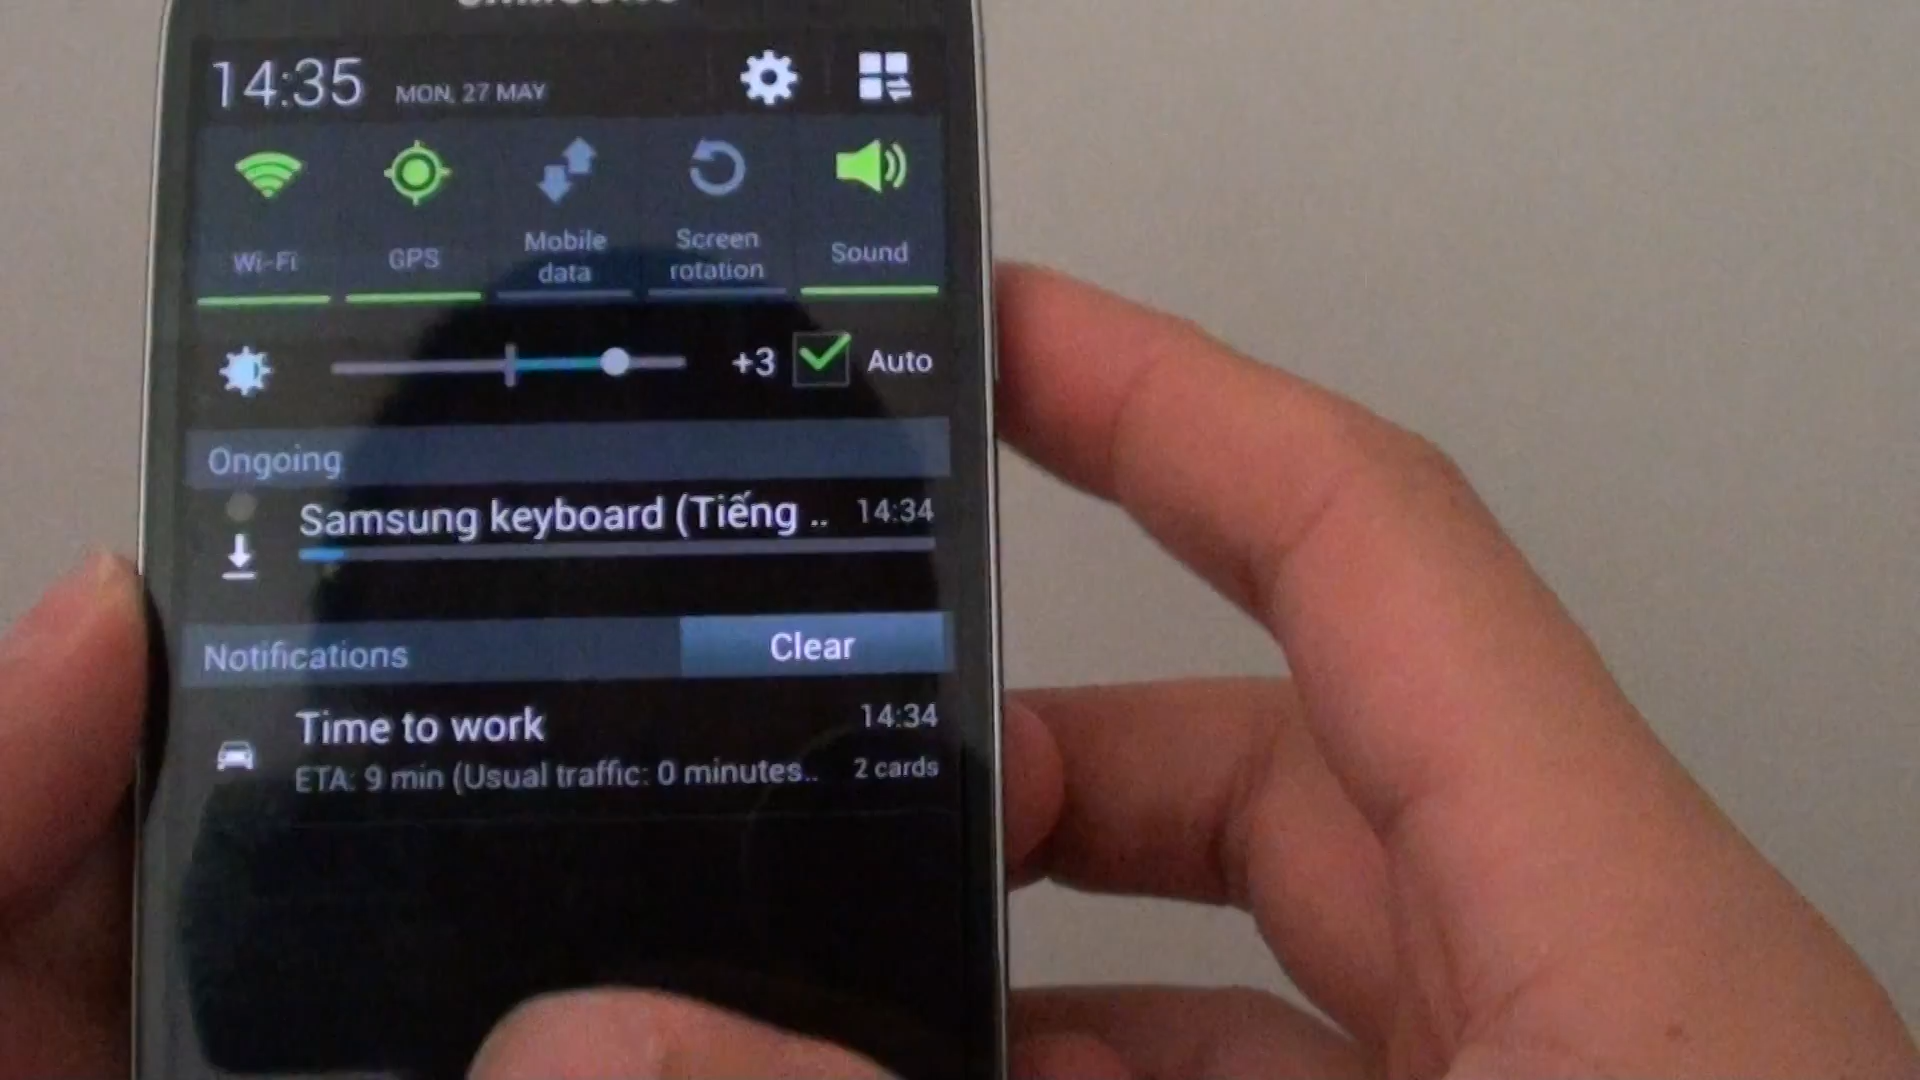 14:35 MON, 27 MAY
Wi-Fi GPS Mobile data Screen rotation Sound
+3 Auto
Ongoing
Samsung keyboard (Tiếng .. 14:34
Notifications Clear
Time to work 14:34
ETA: 9 min (Usual traffic: 0 minutes.. 2 cards